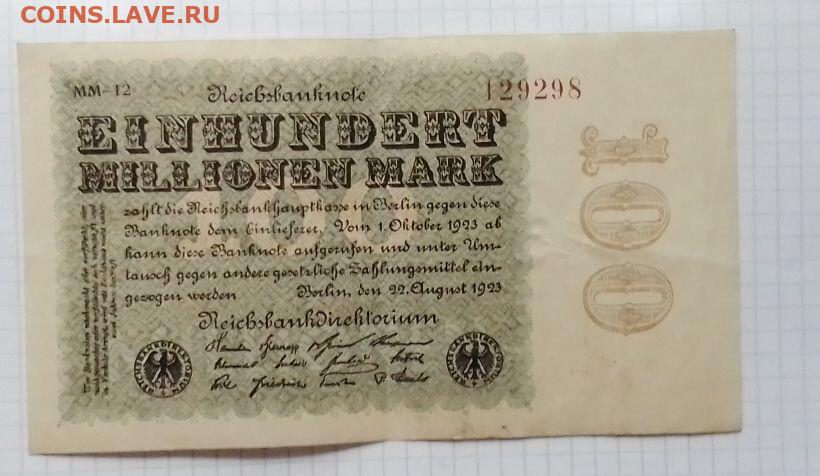 COINS.LAVE.RU
MM-12
Reichsbanknote
129298
EINHUNDERT
MILLIONEN MARK
zahlt die Reichsbankhauptkasse in Berlin gegen diese
Banknote dem Einlieferer. Vom 1. Oktober 1923 ab
kann diese Banknote aufgerufen und unter Um-
tausch gegen andere gesetzliche Zahlungsmittel ein-
gezogen werden
Berlin, den 22. August 1923
Reichsbankdirektorium
REICHSBANKDIREKTORIUM
REICHSBANKDIREKTORIUM
100